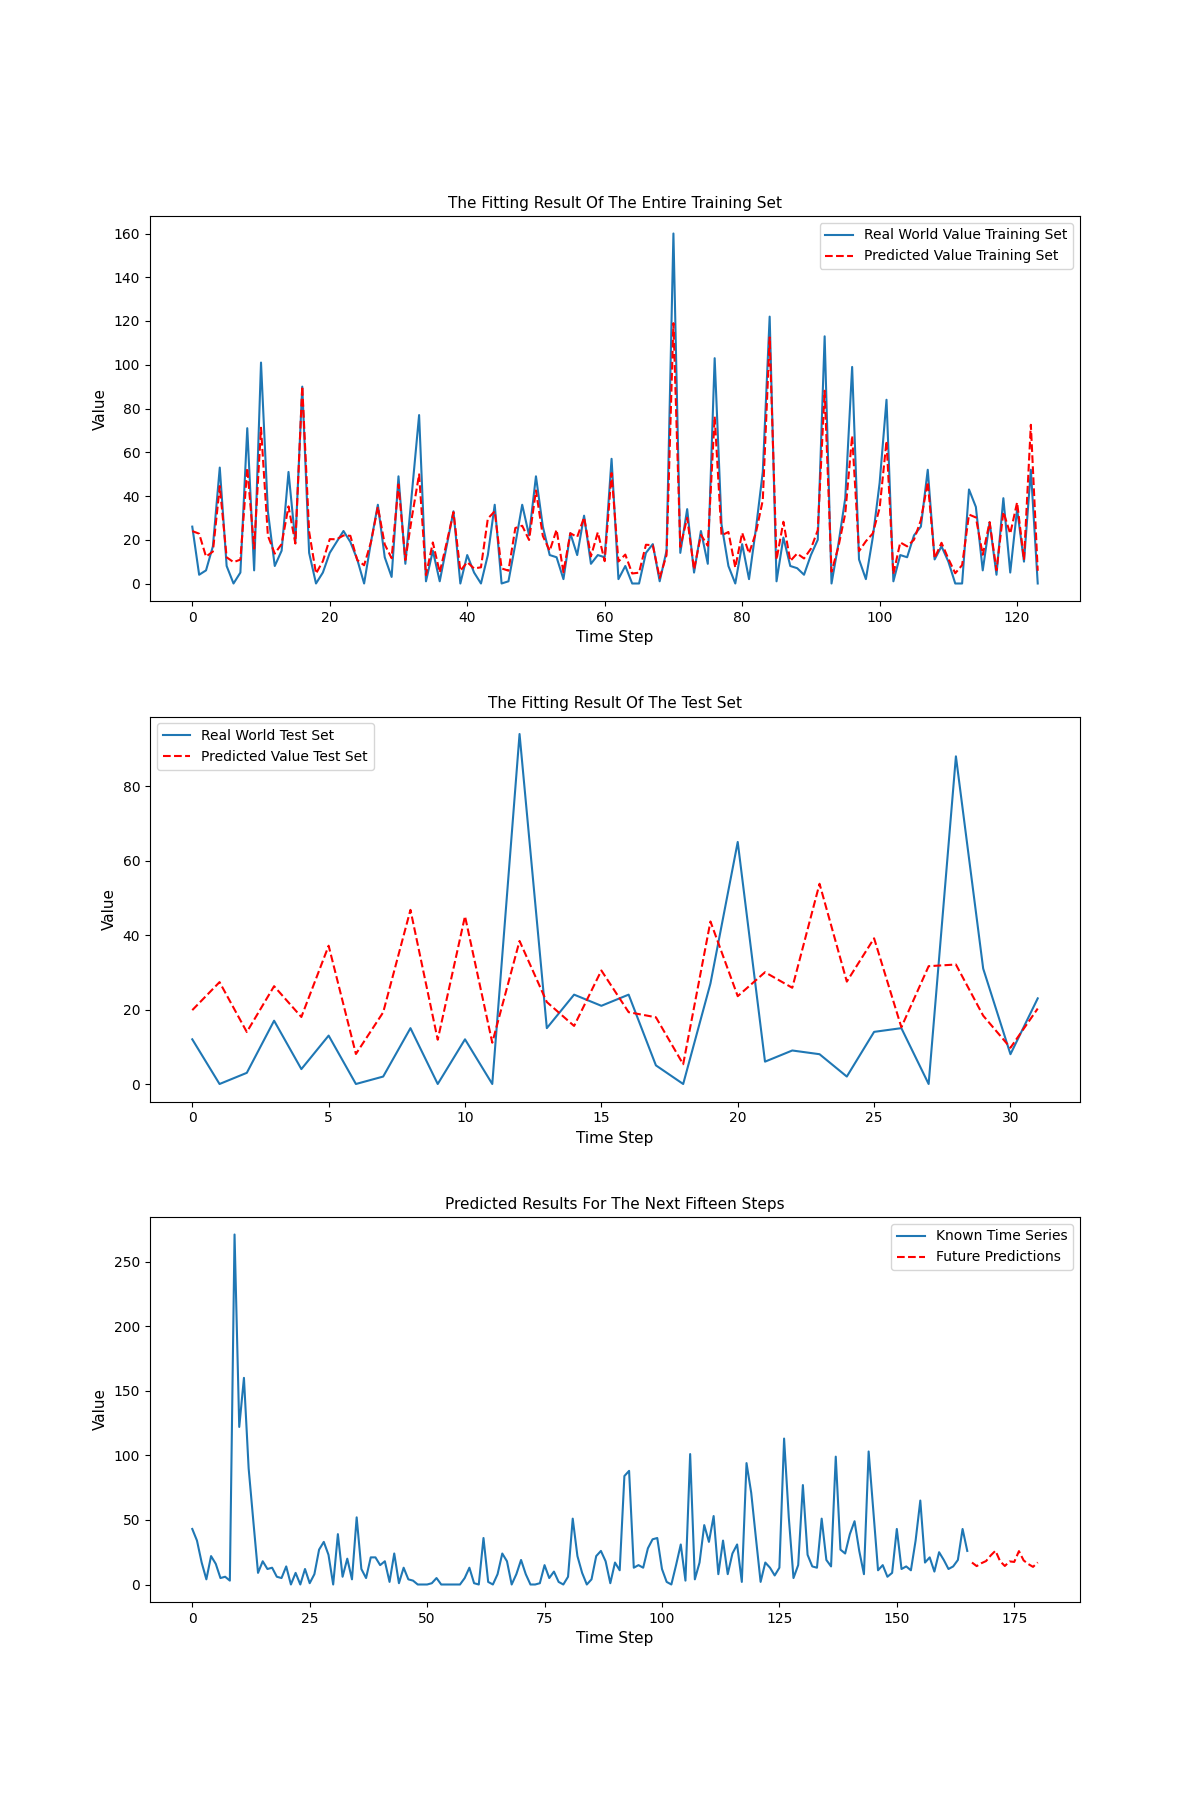 The Fitting Result Of The Entire Training Set
Real World Value Training Set
Predicted Value Training Set
Value
160
140
120
100
80
60
40
20
0
0 20 40 60 80 100 120
Time Step
The Fitting Result Of The Test Set
Real World Test Set
Predicted Value Test Set
Value
80
60
40
20
0
0 5 10 15 20 25 30
Time Step
Predicted Results For The Next Fifteen Steps
Known Time Series
Future Predictions
Value
250
200
150
100
50
0
0 25 50 75 100 125 150 175
Time Step